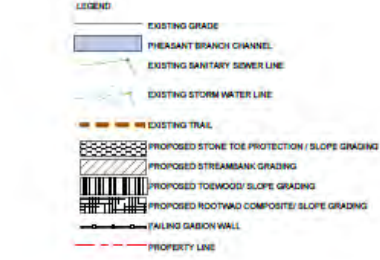 LEGEND
EXISTING GRADE
PHEASANT BRANCH CHANNEL
EXISTING SANITARY SEWER LINE
EXISTING STORM WATER LINE
EXISTING TRAIL
PROPOSED STONE TOE PROTECTION / SLOPE GRADING
PROPOSED STREAMBANK GRADING
PROPOSED TOEWOOD/ SLOPE GRADING
PROPOSED ROOTWAD COMPOSITE/ SLOPE GRADING
FAILING GABION WALL
PROPERTY LINE